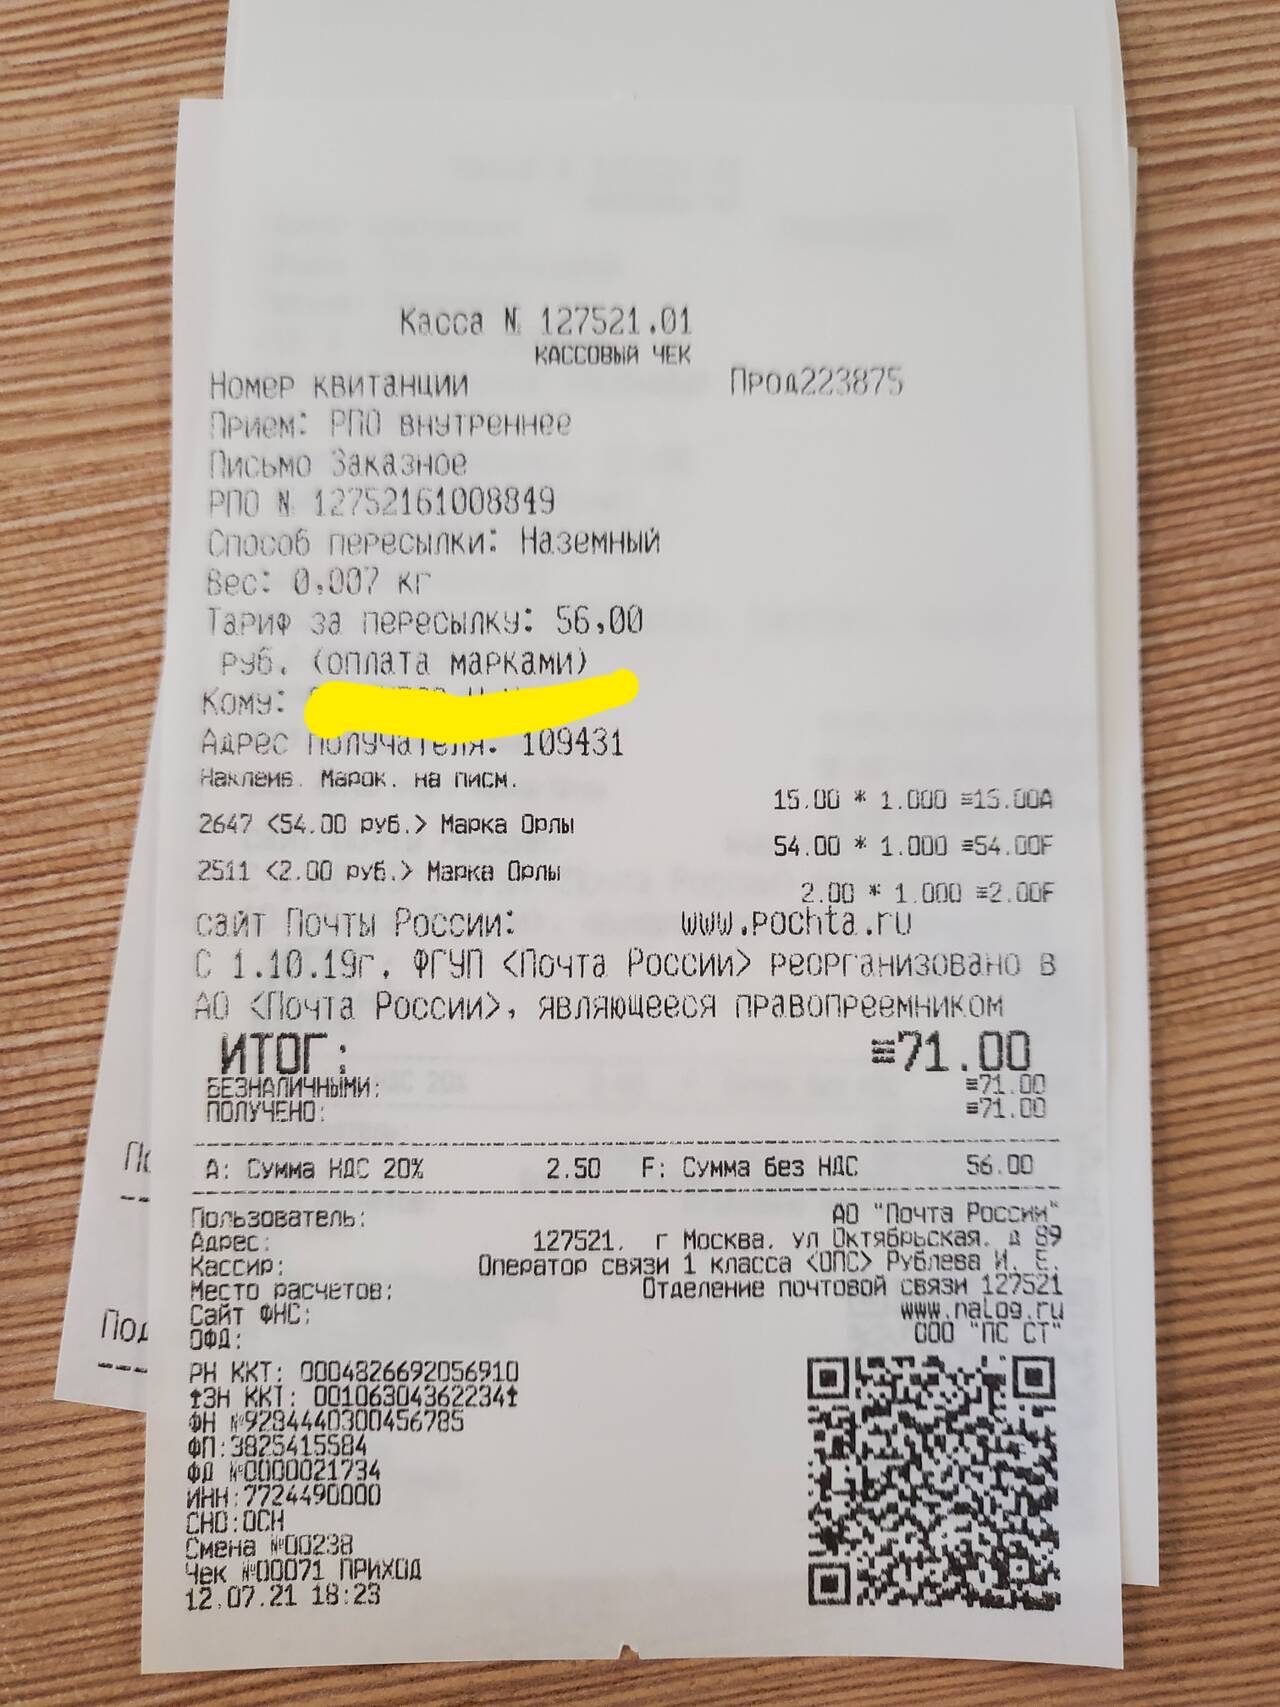 Касса № 127521.01
КАССОВЫЙ ЧЕК
Номер квитанции Прод223875
Прием: РПО внутреннее
Письмо Заказное
РПО № 12752161008849
Способ пересылки: Наземный
Вес: 0,007 кг
Тариф за пересылку: 56,00
руб. (оплата марками)
Кому:
Адрес получателя: 109431
Наклеив. Марок. на писм.
15.00 * 1.000 ≡15.00А
2647 <54.00 руб.> Марка Орлы
54.00 * 1.000 ≡54.00F
2511 <2.00 руб.> Марка Орлы
2.00 * 1.000 ≡2.00F
сайт Почты России: www.pochta.ru
С 1.10.19г. ФГУП <Почта России> реорганизовано в
АО <Почта России>, являющееся правопреемником
ИТОГ: ≡71.00
БЕЗНАЛИЧНЫМИ: ≡71.00
ПОЛУЧЕНО: ≡71.00
А: Сумма НДС 20% 2.50 F: Сумма без НДС 56.00
Пользователь: АО "Почта России"
Адрес: 127521, г Москва, ул Октябрьская, д 89
Кассир: Оператор связи 1 класса <ОПС> Рублева И. Е.
Место расчетов: Отделение почтовой связи 127521
Сайт ФНС: www.nalog.ru
ОФД: ООО "ПС СТ"
РН ККТ: 0004826692056910
↑ЗН ККТ: 00106304362234↑
ФН №9284440300456785
ФП:3825415584
ФД №0000021734
ИНН:7724490000
СНО:ОСН
Смена №00238
Чек №00071 ПРИХОД
12.07.21 18:23